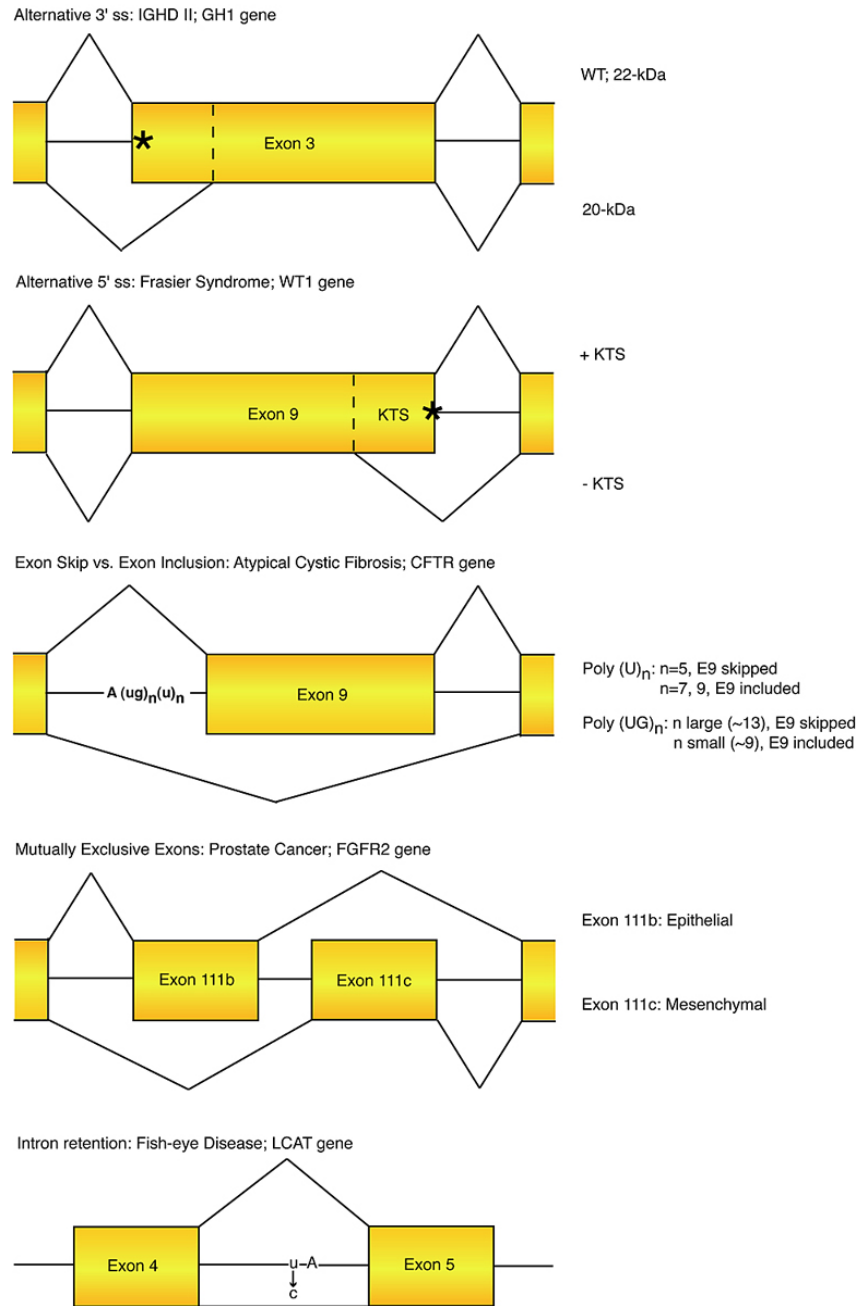 Alternative 3' ss: IGHD II; GH1 gene
WT; 22-kDa
* Exon 3
20-kDa
Alternative 5' ss: Frasier Syndrome; WT1 gene
+ KTS
Exon 9 KTS *
- KTS
Exon Skip vs. Exon Inclusion: Atypical Cystic Fibrosis; CFTR gene
A (ug)n(u)n Exon 9
Poly (U)n: n=5, E9 skipped
n=7, 9, E9 included
Poly (UG)n: n large (~13), E9 skipped
n small (~9), E9 included
Mutually Exclusive Exons: Prostate Cancer; FGFR2 gene
Exon 111b: Epithelial
Exon 111b Exon 111c
Exon 111c: Mesenchymal
Intron retention: Fish-eye Disease; LCAT gene
Exon 4 u-A Exon 5
c